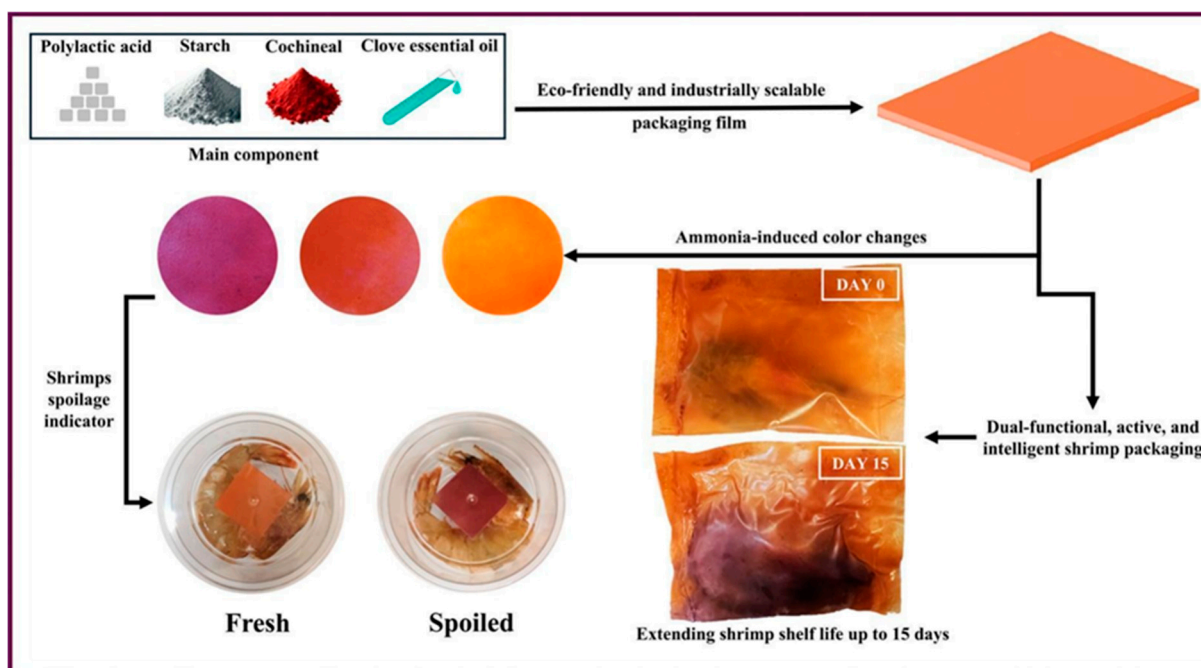 Polylactic acid
Starch
Cochineal
Clove essential oil
Main component
Eco-friendly and industrially scalable
packaging film
Ammonia-induced color changes
DAY 0
Shrimps
spoilage
indicator
Dual-functional, active, and
intelligent shrimp packaging
DAY 15
Fresh
Spoiled
Extending shrimp shelf life up to 15 days